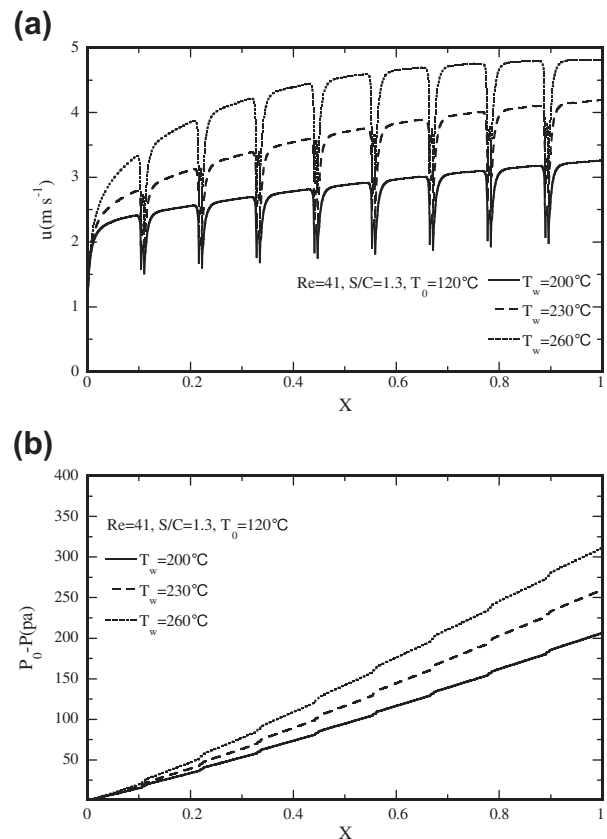 (a)
5
4
3
2
1
0
u(m s⁻¹)
Re=41, S/C=1.3, T₀=120℃
T_w=200℃
T_w=230℃
T_w=260℃
0 0.2 0.4 0.6 0.8 1
X
(b)
400
350
300
250
200
150
100
50
P₀-P(pa)
Re=41, S/C=1.3, T₀=120℃
T_w=200℃
T_w=230℃
T_w=260℃
0 0.2 0.4 0.6 0.8 1
X